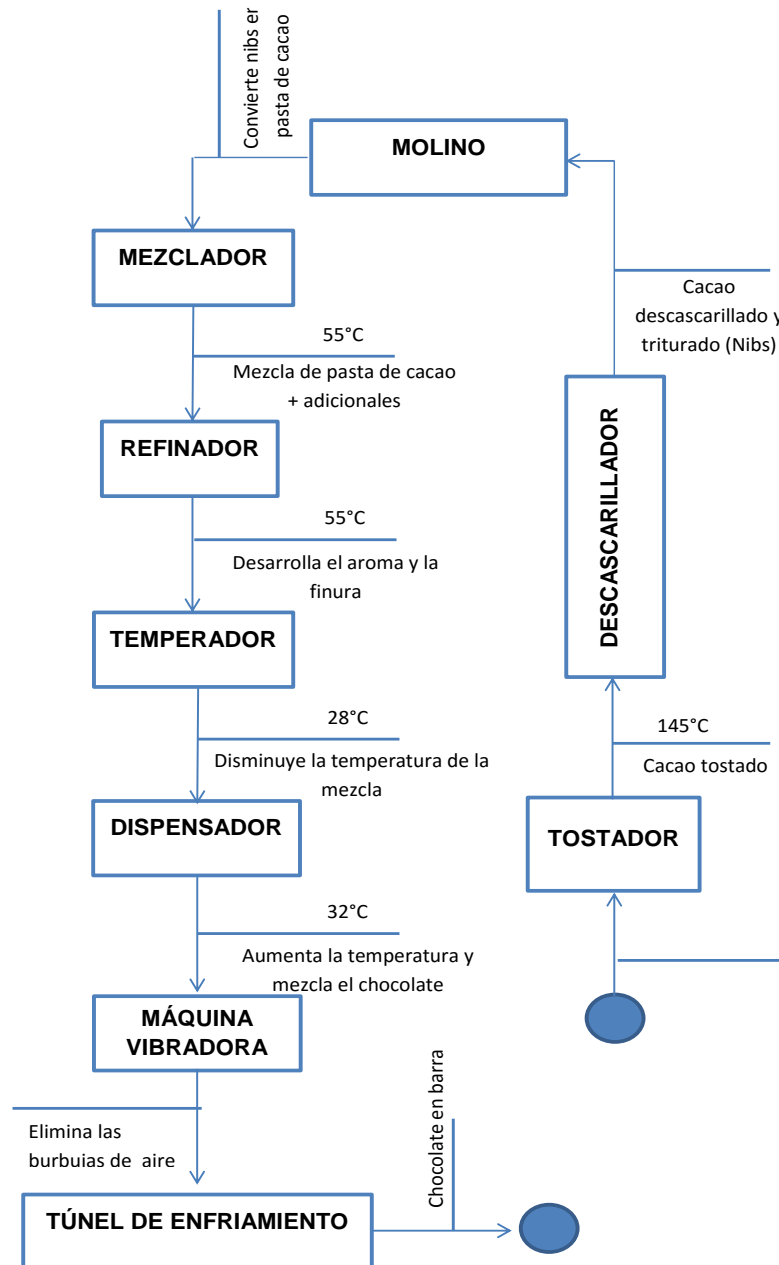 Convierte nibs er
pasta de cacao
MOLINO
MEZCLADOR
Cacao
descascarillado y
triturado (Nibs)
55°C
Mezcla de pasta de cacao
+ adicionales
REFINADOR
DESCASCARILLADOR
55°C
Desarrolla el aroma y la
finura
TEMPERADOR
28°C
145°C
Disminuye la temperatura de la
mezcla
Cacao tostado
DISPENSADOR
TOSTADOR
32°C
Aumenta la temperatura y
mezcla el chocolate
MÁQUINA
VIBRADORA
Chocolate en barra
Elimina las
burbuias de aire
TÚNEL DE ENFRIAMIENTO